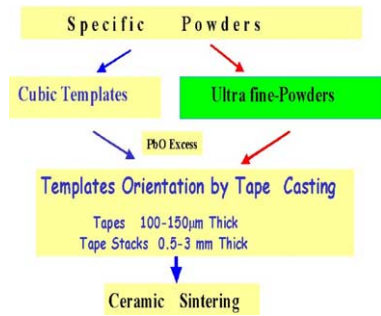 Specific Powders
Cubic Templates
Ultra fine-Powders
PbO Excess
Templates Orientation by Tape Casting
Tapes 100-150µm Thick
Tape Stacks 0.5-3 mm Thick
Ceramic Sintering